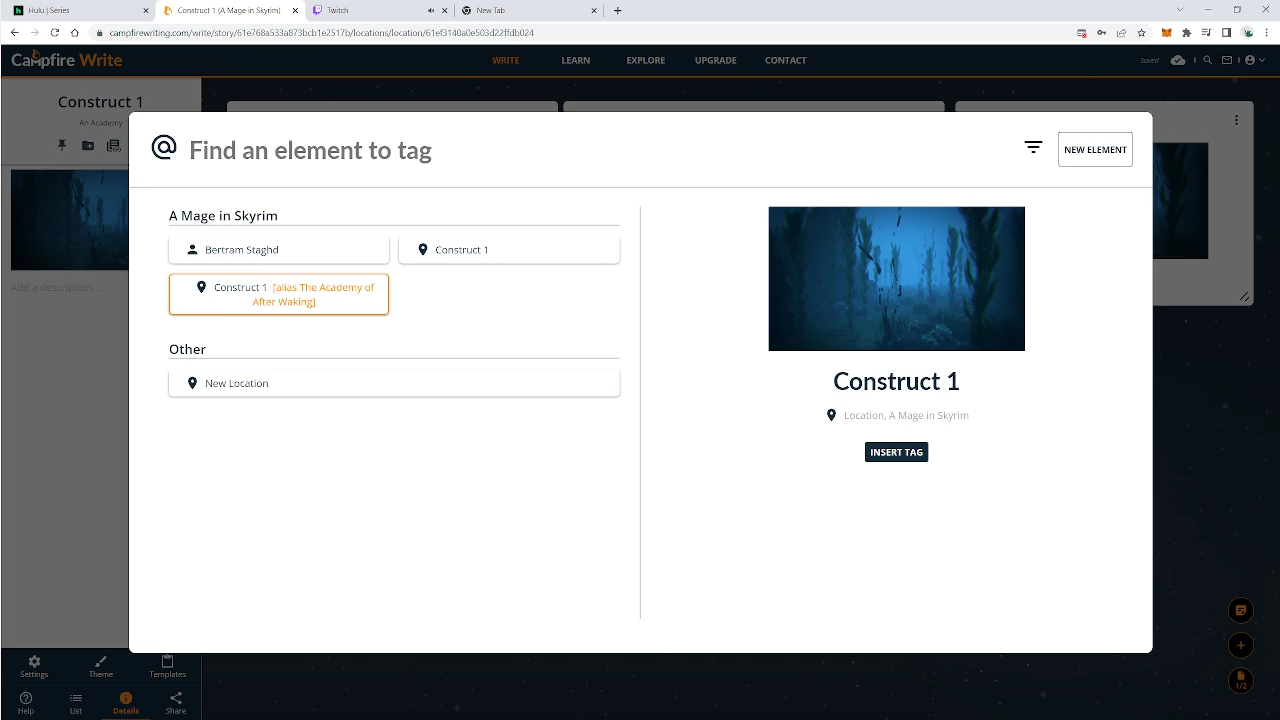 Hulu | Series
Construct 1 (A Mage in Skyrim)
Twitch
New Tab
campfirewriting.com/write/story/61e768a533a873bcb1e2517b/locations/location/61ef3140a0e503d22ffdb024
Campfire Write
WRITE
LEARN
EXPLORE
UPGRADE
CONTACT
Saved
Construct 1
An Academy
Add a description...
Find an element to tag
NEW ELEMENT
A Mage in Skyrim
Bertram Staghd
Construct 1
Construct 1 [alias The Academy of
After Waking]
Other
New Location
Construct 1
Location, A Mage in Skyrim
INSERT TAG
Settings
Theme
Templates
Help
List
Details
Share
1/2